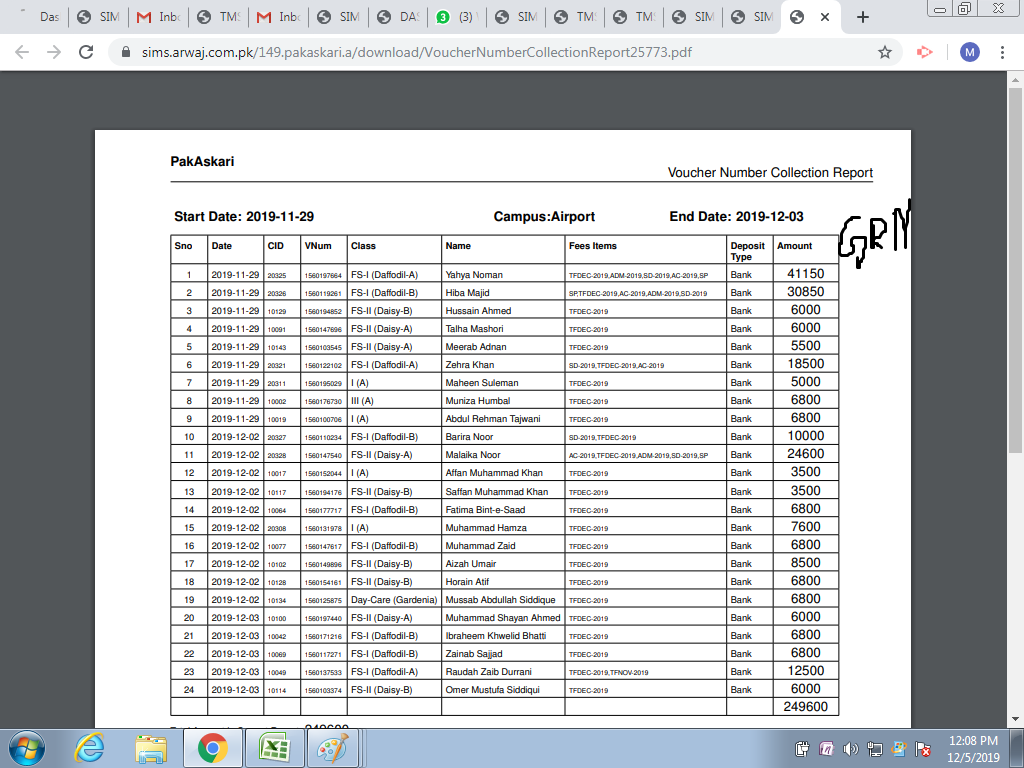 Das SIM Inbo TMS Inbo SIM DAS (3) SIM TMS TMS SIM SIM
sims.arwaj.com.pk/149.pakaskari.a/download/VoucherNumberCollectionReport25773.pdf M
PakAskari
Voucher Number Collection Report
Start Date: 2019-11-29 Campus:Airport End Date: 2019-12-03
GRN
Sno Date CID VNum Class Name Fees Items Deposit Type Amount
1 2019-11-29 20325 1560197664 FS-I (Daffodil-A) Yahya Noman TFDEC-2019,ADM-2019,SD-2019,AC-2019,SP Bank 41150
2 2019-11-29 20326 1560119261 FS-I (Daffodil-B) Hiba Majid SP,TFDEC-2019,AC-2019,ADM-2019,SD-2019 Bank 30850
3 2019-11-29 10129 1560194852 FS-II (Daisy-B) Hussain Ahmed TFDEC-2019 Bank 6000
4 2019-11-29 10091 1560147696 FS-II (Daisy-A) Talha Mashori TFDEC-2019 Bank 6000
5 2019-11-29 10143 1560103545 FS-II (Daisy-A) Meerab Adnan TFDEC-2019 Bank 5500
6 2019-11-29 20321 1560122102 FS-I (Daffodil-A) Zehra Khan SD-2019,TFDEC-2019,AC-2019 Bank 18500
7 2019-11-29 20311 1560195029 I (A) Maheen Suleman TFDEC-2019 Bank 5000
8 2019-11-29 10002 1560176730 III (A) Muniza Humbal TFDEC-2019 Bank 6800
9 2019-11-29 10019 1560100706 I (A) Abdul Rehman Tajwani TFDEC-2019 Bank 6800
10 2019-12-02 20327 1560110234 FS-I (Daffodil-B) Barira Noor SD-2019,TFDEC-2019 Bank 10000
11 2019-12-02 20328 1560147540 FS-II (Daisy-A) Malaika Noor AC-2019,TFDEC-2019,ADM-2019,SD-2019,SP Bank 24600
12 2019-12-02 10017 1560152044 I (A) Affan Muhammad Khan TFDEC-2019 Bank 3500
13 2019-12-02 10117 1560194176 FS-II (Daisy-B) Saffan Muhammad Khan TFDEC-2019 Bank 3500
14 2019-12-02 10064 1560177717 FS-I (Daffodil-B) Fatima Bint-e-Saad TFDEC-2019 Bank 6800
15 2019-12-02 20308 1560131978 I (A) Muhammad Hamza TFDEC-2019 Bank 7600
16 2019-12-02 10077 1560147617 FS-I (Daffodil-B) Muhammad Zaid TFDEC-2019 Bank 6800
17 2019-12-02 10102 1560149896 FS-II (Daisy-B) Aizah Umair TFDEC-2019 Bank 8500
18 2019-12-02 10128 1560154161 FS-II (Daisy-B) Horain Atif TFDEC-2019 Bank 6800
19 2019-12-02 10134 1560125875 Day-Care (Gardenia) Mussab Abdullah Siddique TFDEC-2019 Bank 6800
20 2019-12-03 10100 1560197440 FS-II (Daisy-A) Muhammad Shayan Ahmed TFDEC-2019 Bank 6000
21 2019-12-03 10042 1560171216 FS-I (Daffodil-B) Ibraheem Khwelid Bhatti TFDEC-2019 Bank 6800
22 2019-12-03 10069 1560117271 FS-I (Daffodil-B) Zainab Sajjad TFDEC-2019 Bank 6800
23 2019-12-03 10049 1560137533 FS-I (Daffodil-A) Raudah Zaib Durrani TFDEC-2019,TFNOV-2019 Bank 12500
24 2019-12-03 10114 1560103374 FS-II (Daisy-B) Omer Mustufa Siddiqui TFDEC-2019 Bank 6000
249600
249600
12:08 PM
12/5/2019